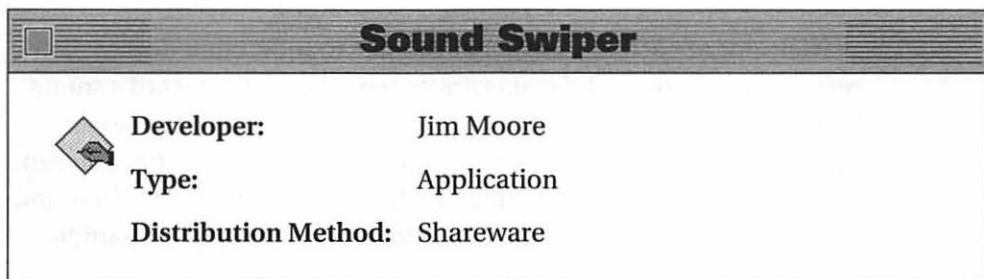 Sound Swiper
Developer: Jim Moore
Type: Application
Distribution Method: Shareware